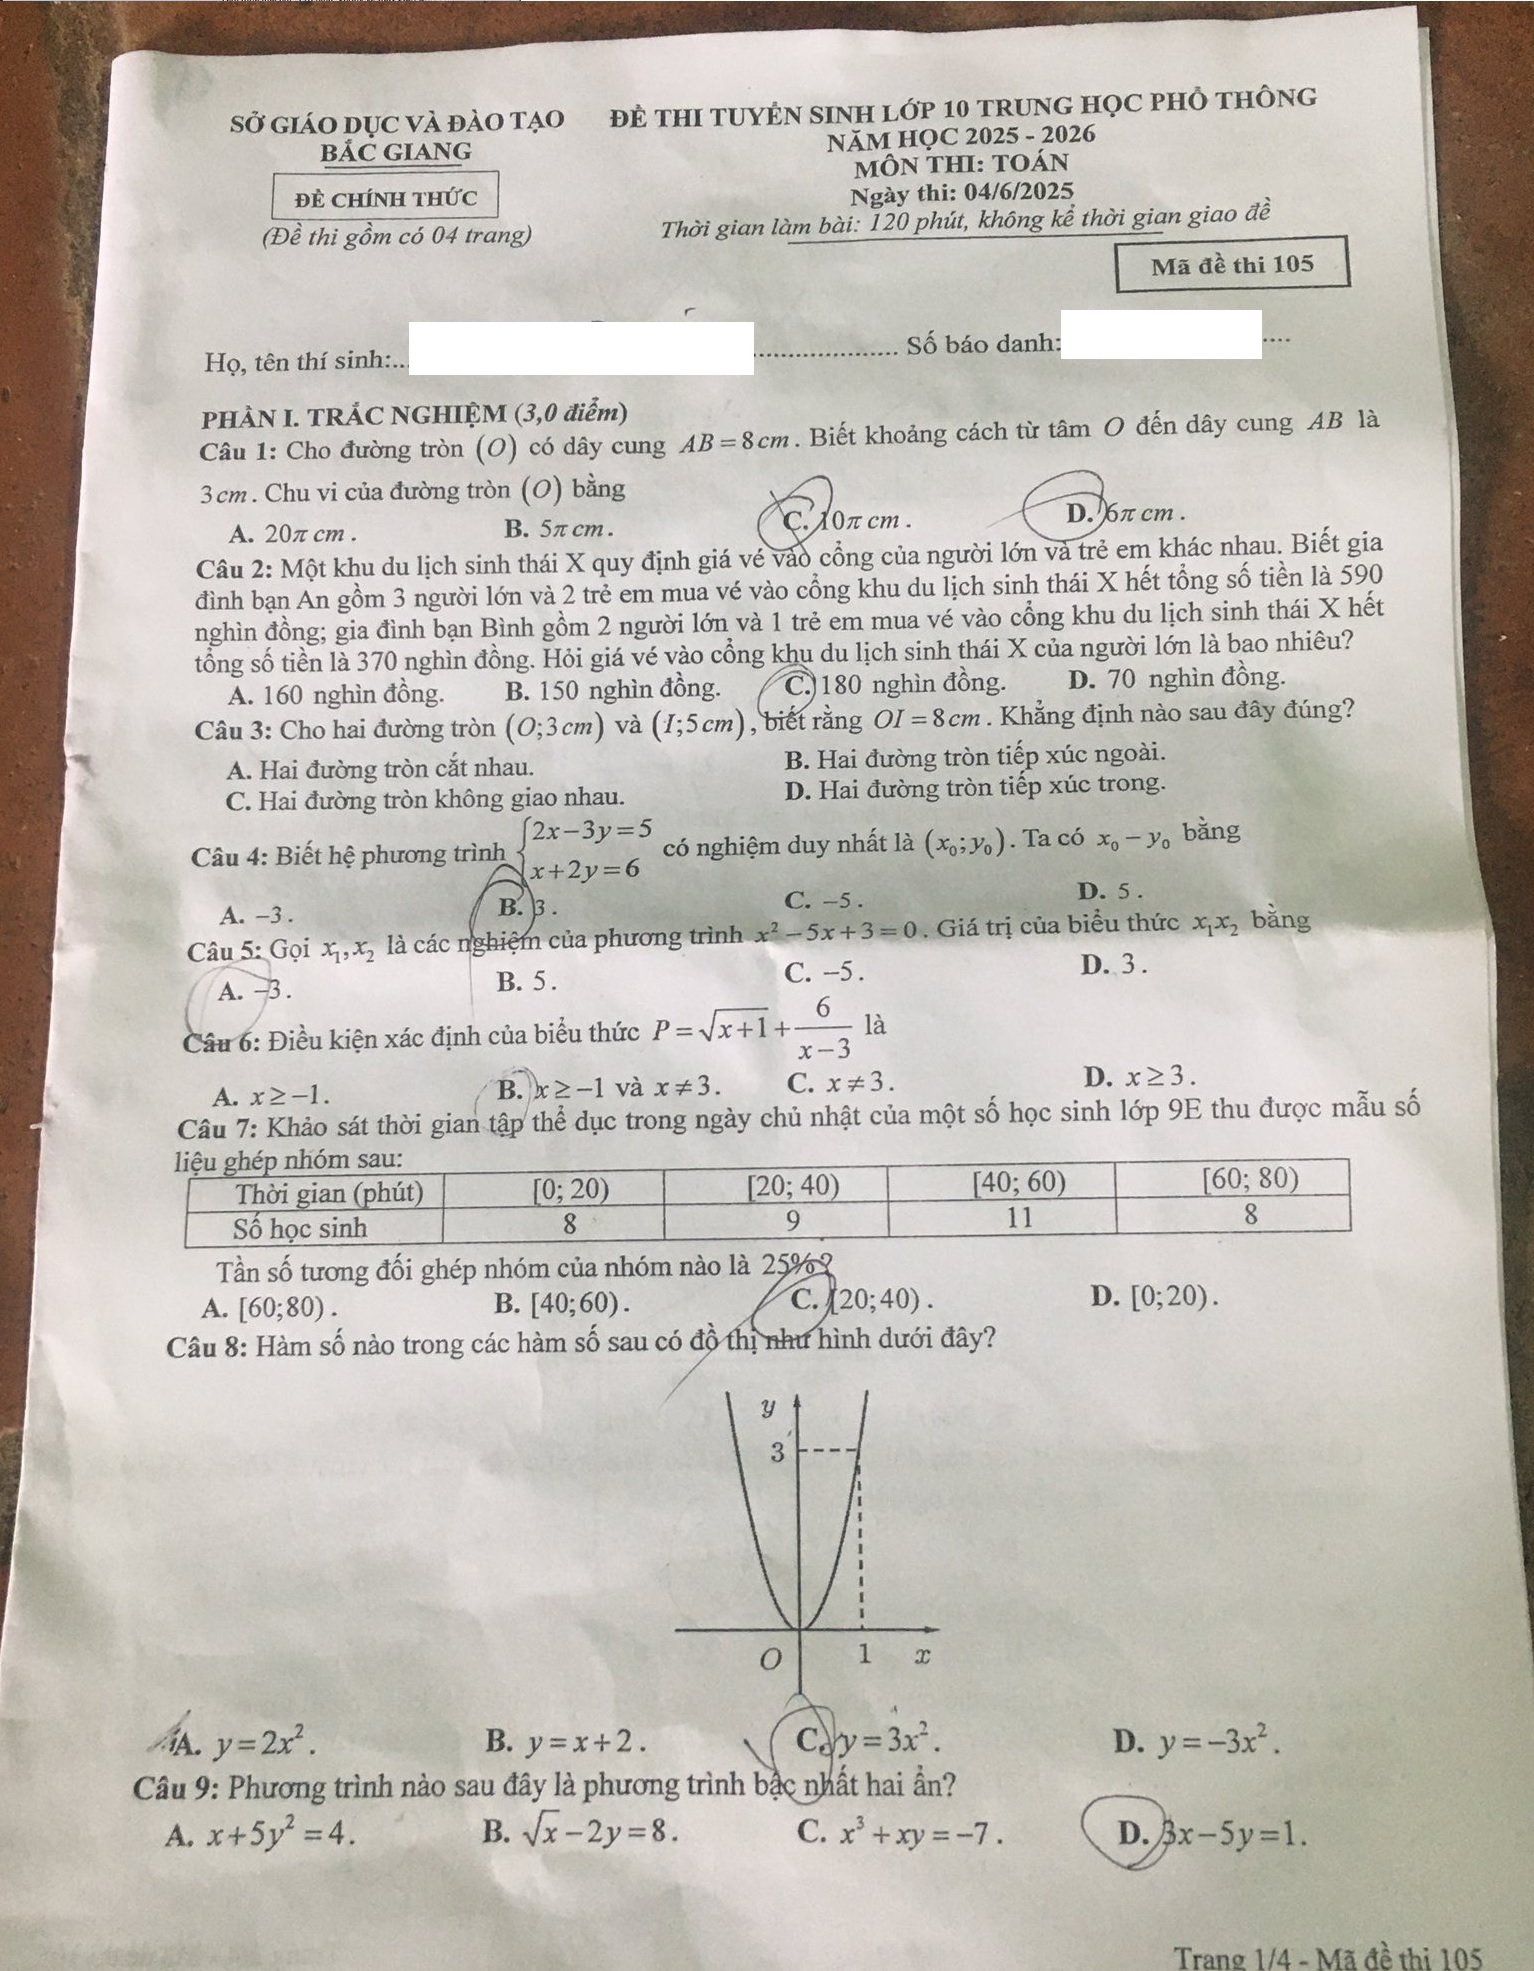 SỞ GIÁO DỤC VÀ ĐÀO TẠO
BẮC GIANG
ĐỀ CHÍNH THỨC
(Đề thi gồm có 04 trang)
ĐỀ THI TUYỂN SINH LỚP 10 TRUNG HỌC PHỔ THÔNG
NĂM HỌC 2025 - 2026
MÔN THI: TOÁN
Ngày thi: 04/6/2025
Thời gian làm bài: 120 phút, không kể thời gian giao đề
Mã đề thi 105
Họ, tên thí sinh:... .................... Số báo danh: ....
PHẦN I. TRẮC NGHIỆM (3,0 điểm)
Câu 1: Cho đường tròn (O) có dây cung AB = 8cm. Biết khoảng cách từ tâm O đến dây cung AB là
3cm. Chu vi của đường tròn (O) bằng
A. 20π cm. B. 5π cm. C. 10π cm. D. 6π cm.
Câu 2: Một khu du lịch sinh thái X quy định giá vé vào cổng của người lớn và trẻ em khác nhau. Biết gia
đình bạn An gồm 3 người lớn và 2 trẻ em mua vé vào cổng khu du lịch sinh thái X hết tổng số tiền là 590
nghìn đồng; gia đình bạn Bình gồm 2 người lớn và 1 trẻ em mua vé vào cổng khu du lịch sinh thái X hết
tổng số tiền là 370 nghìn đồng. Hỏi giá vé vào cổng khu du lịch sinh thái X của người lớn là bao nhiêu?
A. 160 nghìn đồng. B. 150 nghìn đồng. C. 180 nghìn đồng. D. 70 nghìn đồng.
Câu 3: Cho hai đường tròn (O;3cm) và (I;5cm), biết rằng OI = 8cm. Khẳng định nào sau đây đúng?
A. Hai đường tròn cắt nhau. B. Hai đường tròn tiếp xúc ngoài.
C. Hai đường tròn không giao nhau. D. Hai đường tròn tiếp xúc trong.
Câu 4: Biết hệ phương trình {2x−3y=5 x+2y=6 có nghiệm duy nhất là (x₀;y₀). Ta có x₀ − y₀ bằng
A. −3. B. 3. C. −5. D. 5.
Câu 5: Gọi x₁,x₂ là các nghiệm của phương trình x²−5x+3=0. Giá trị của biểu thức x₁x₂ bằng
A. −3. B. 5. C. −5. D. 3.
Câu 6: Điều kiện xác định của biểu thức P=√(x+1)+6/(x−3) là
A. x≥−1. B. x≥−1 và x≠3. C. x≠3. D. x≥3.
Câu 7: Khảo sát thời gian tập thể dục trong ngày chủ nhật của một số học sinh lớp 9E thu được mẫu số
liệu ghép nhóm sau:
Thời gian (phút) [0; 20) [20; 40) [40; 60) [60; 80)
Số học sinh 8 9 11 8
Tần số tương đối ghép nhóm của nhóm nào là 25%?
A. [60;80). B. [40;60). C. [20;40). D. [0;20).
Câu 8: Hàm số nào trong các hàm số sau có đồ thị như hình dưới đây?
y
3
O 1 x
A. y=2x². B. y=x+2. C. y=3x². D. y=−3x².
Câu 9: Phương trình nào sau đây là phương trình bậc nhất hai ẩn?
A. x+5y²=4. B. √x−2y=8. C. x³+xy=−7. D. 3x−5y=1.
Trang 1/4 - Mã đề thi 105